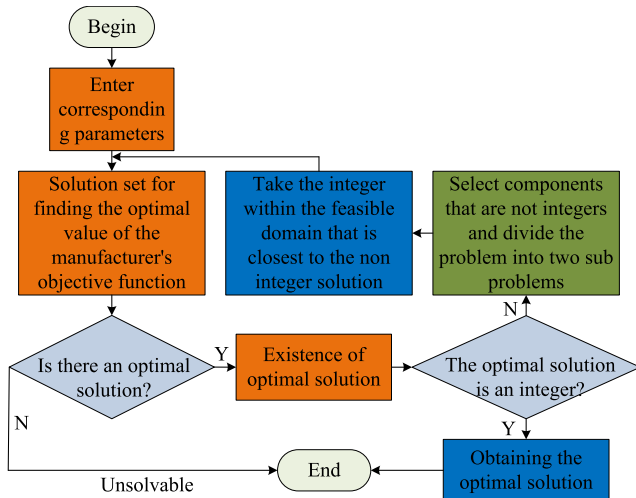 Begin
Enter
correspondin
g parameters
Solution set for
finding the optimal
value of the
manufacturer's
objective function
Take the integer
within the feasible
domain that is
closest to the non
integer solution
Select components
that are not integers
and divide the
problem into two sub
problems
N
Is there an optimal
solution?
Y
Existence of
optimal solution
The optimal solution
is an integer?
N
Y
Unsolvable
End
Obtaining the
optimal solution